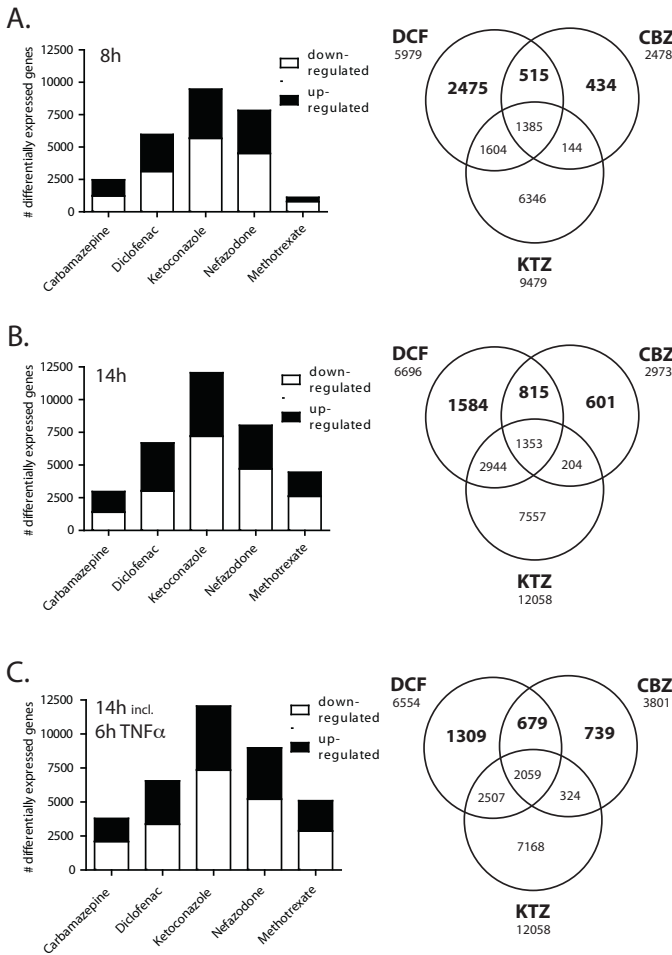 A.
8h
down-
regulated
up-
regulated
# differentially expressed genes
12500
10000
7500
5000
2500
0
Carbamazepine
Diclofenac
Ketoconazole
Nefazodone
Methotrexate
DCF
5979
CBZ
2478
2475
515
434
1385
1604
144
6346
KTZ
9479
B.
14h
down-
regulated
up-
regulated
# differentially expressed genes
12500
10000
7500
5000
2500
0
Carbamazepine
Diclofenac
Ketoconazole
Nefazodone
Methotrexate
DCF
6696
CBZ
2973
1584
815
601
1353
2944
204
7557
KTZ
12058
C.
14h incl.
6h TNFα
down-
regulated
up-
regulated
# differentially expressed genes
12500
10000
7500
5000
2500
0
Carbamazepine
Diclofenac
Ketoconazole
Nefazodone
Methotrexate
DCF
6554
CBZ
3801
1309
679
739
2059
2507
324
7168
KTZ
12058